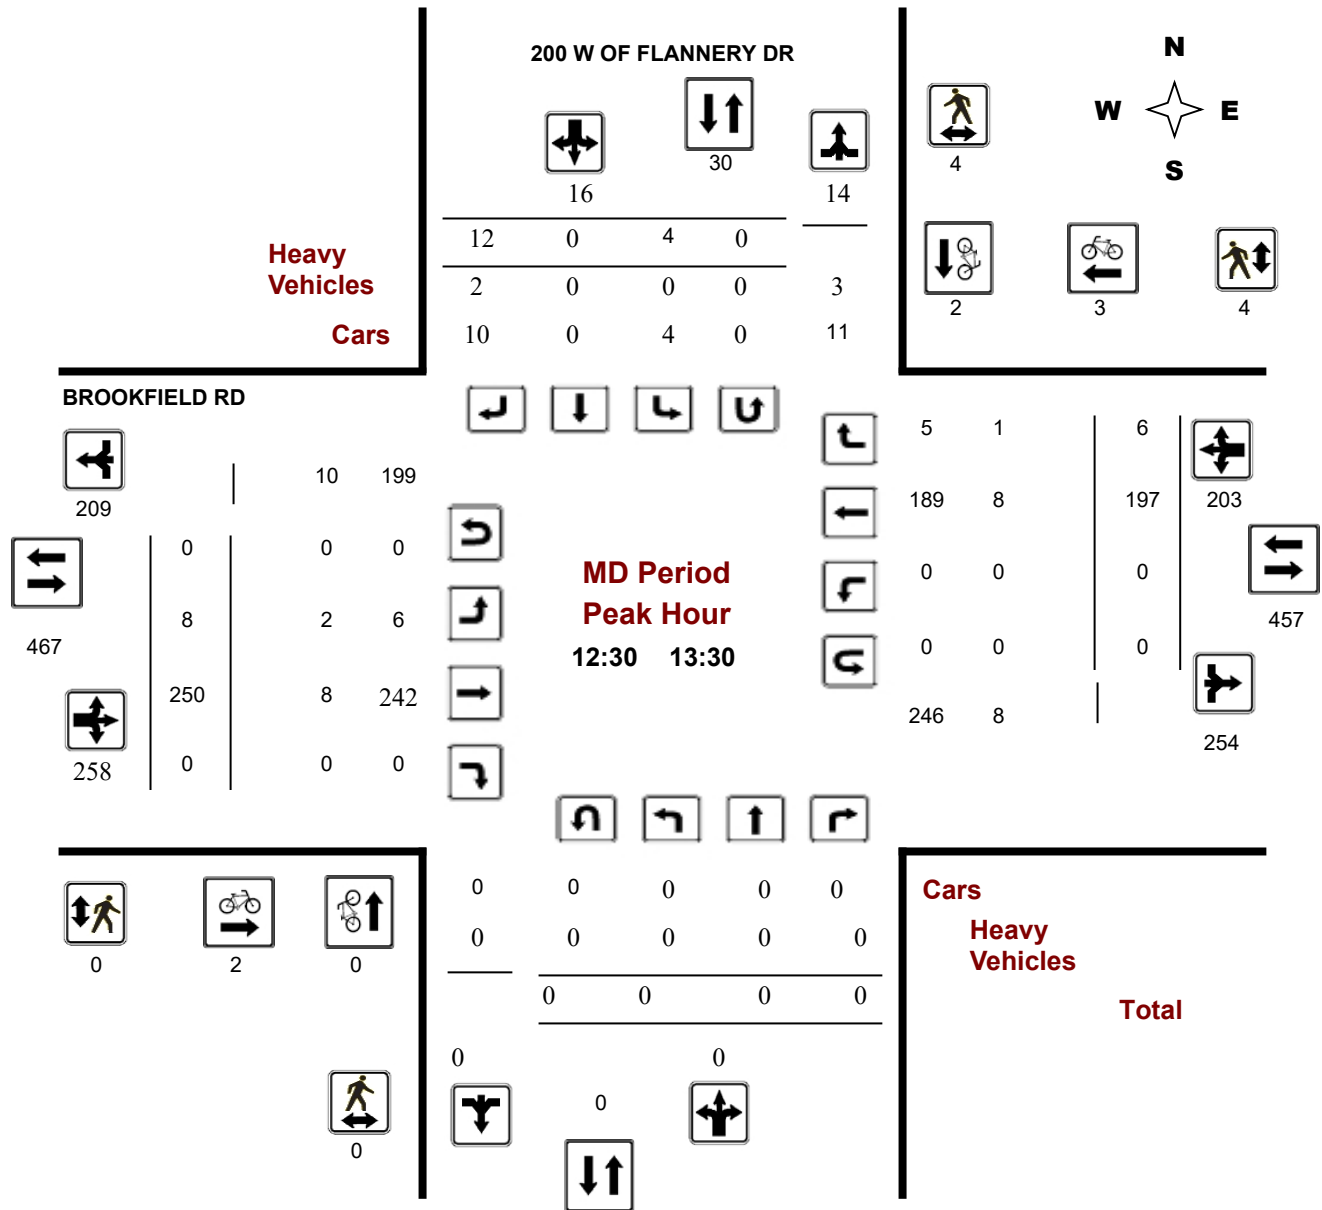 200 W OF FLANNERY DR
N
W E
S
30
4
16 14
12 0 4 0
Heavy
Vehicles
2 0 0 0 3
2 3 4
Cars
10 0 4 0 11
BROOKFIELD RD
5 1 6
10 199
209
189 8 197 203
0 0 0
MD Period
0 0 0
Peak Hour
8 2 6
457
467
12:30 13:30
0 0 0
250 8 242
246 8
254
258 0 0 0
0 0 0 0 0
Cars
0 0 0 0 0
Heavy
Vehicles
0 2 0
0 0 0 0
Total
0 0
0
0